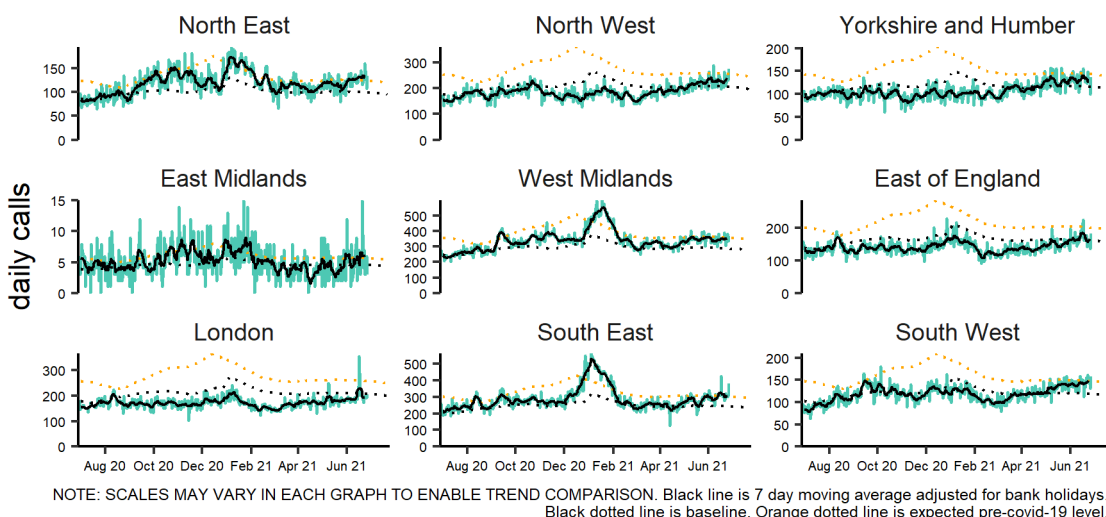 North East
North West
Yorkshire and Humber
150
100
50
0
300
200
100
0
200
150
100
50
0
East Midlands
West Midlands
East of England
15
10
5
0
500
400
300
200
100
0
200
100
0
daily calls
London
South East
South West
300
200
100
0
500
400
300
200
100
0
200
150
100
50
0
Aug 20 Oct 20 Dec 20 Feb 21 Apr 21 Jun 21
Aug 20 Oct 20 Dec 20 Feb 21 Apr 21 Jun 21
Aug 20 Oct 20 Dec 20 Feb 21 Apr 21 Jun 21
NOTE: SCALES MAY VARY IN EACH GRAPH TO ENABLE TREND COMPARISON. Black line is 7 day moving average adjusted for bank holidays.
Black dotted line is baseline. Orange dotted line is expected pre-covid-19 level.